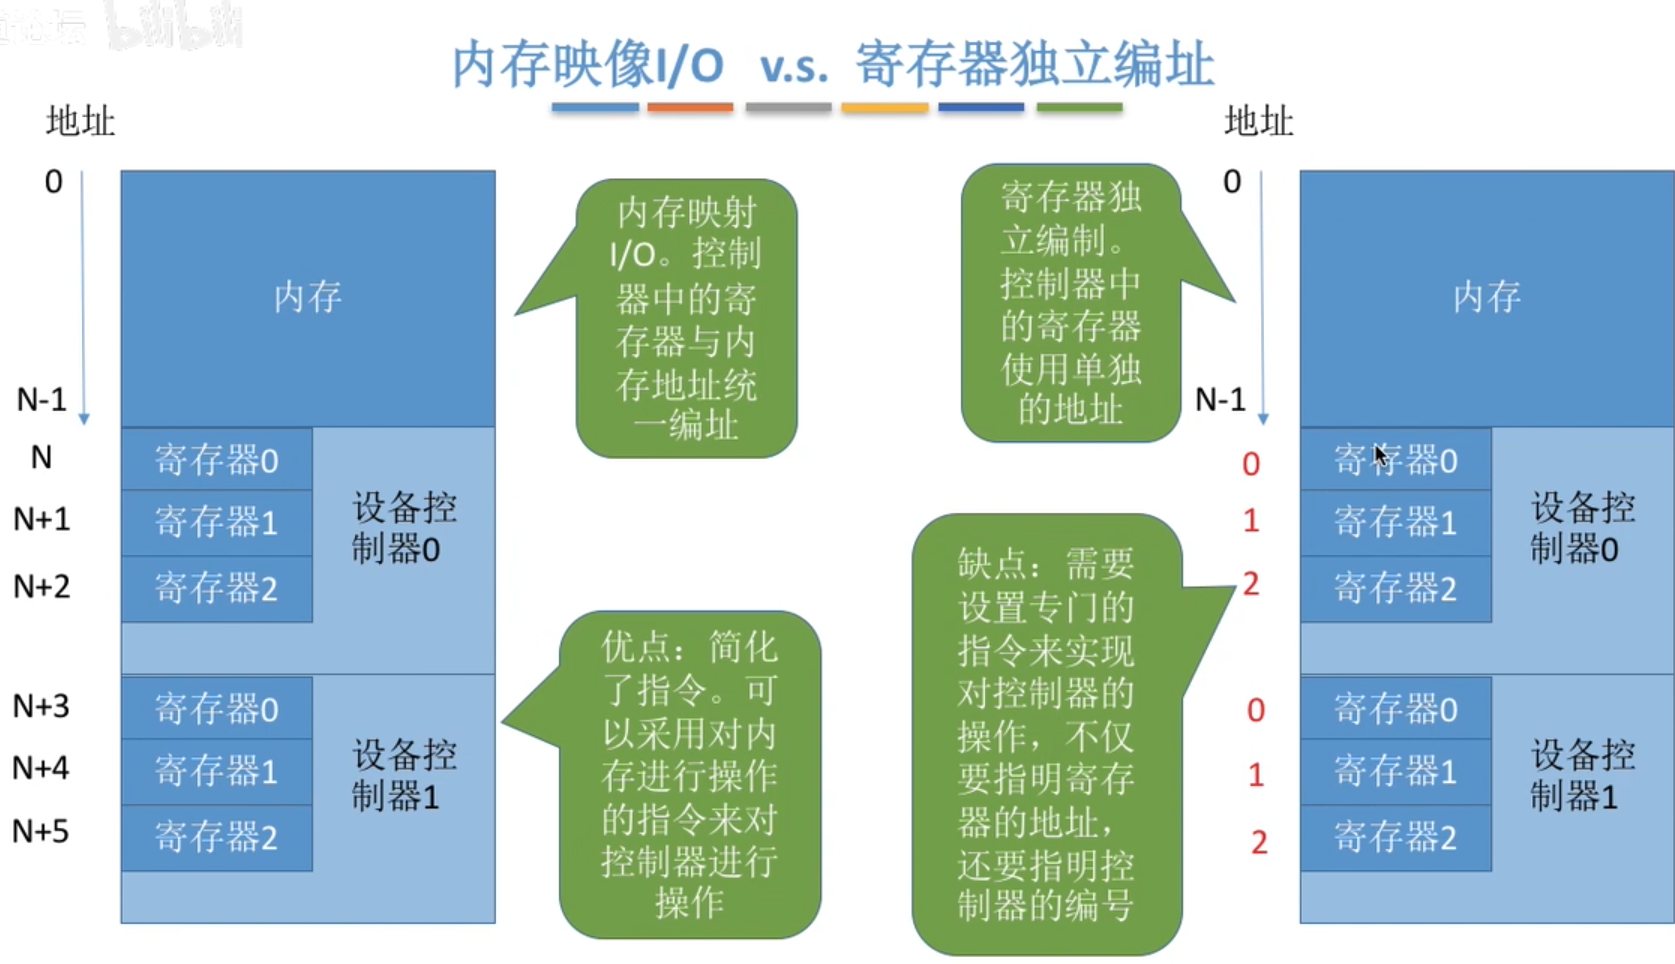 bilibili
内存映像I/O v.s. 寄存器独立编址
地址
0
N-1
N
N+1
N+2
N+3
N+4
N+5
内存
寄存器0
寄存器1
寄存器2
设备控
制器0
寄存器0
寄存器1
寄存器2
设备控
制器1
内存映射
I/O。控制
器中的寄
存器与内
存地址统
一编址
优点：简化
了指令。可
以采用对内
存进行操作
的指令来对
控制器进行
操作
寄存器独
立编制。
控制器中
的寄存器
使用单独
的地址
缺点：需要
设置专门的
指令来实现
对控制器的
操作，不仅
要指明寄存
器的地址，
还要指明控
制器的编号
地址
0
N-1
0
1
2
0
1
2
内存
寄存器0
寄存器1
寄存器2
设备控
制器0
寄存器0
寄存器1
寄存器2
设备控
制器1